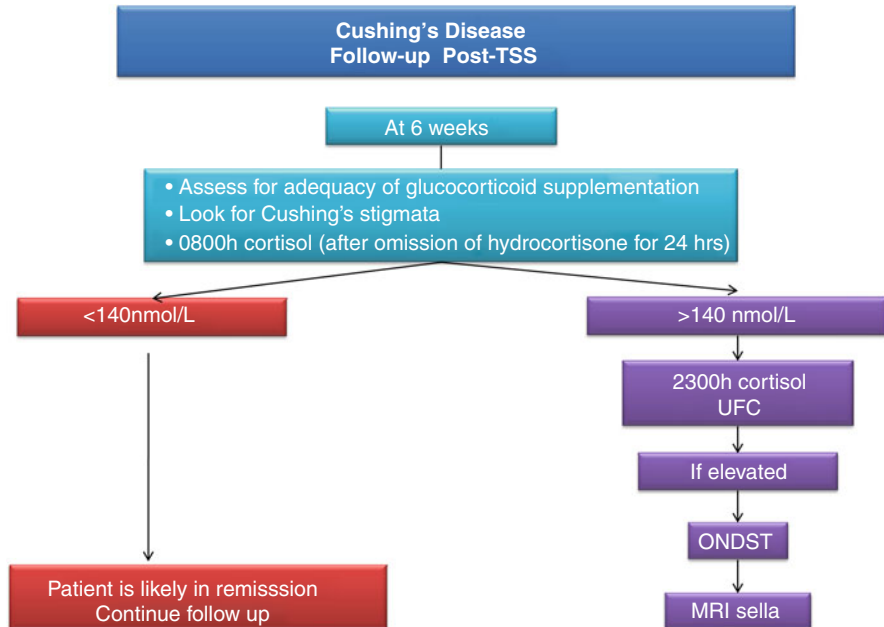 Cushing's Disease
Follow-up Post-TSS
At 6 weeks
• Assess for adequacy of glucocorticoid supplementation
• Look for Cushing's stigmata
• 0800h cortisol (after omission of hydrocortisone for 24 hrs)
<140nmol/L
>140 nmol/L
2300h cortisol
UFC
If elevated
ONDST
MRI sella
Patient is likely in remisssion
Continue follow up